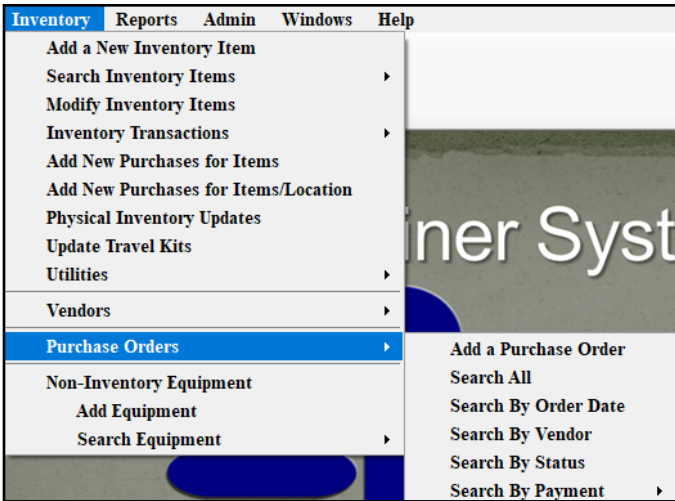 Inventory Reports Admin Windows Help
Add a New Inventory Item
Search Inventory Items
Modify Inventory Items
Inventory Transactions
Add New Purchases for Items
Add New Purchases for Items/Location
Physical Inventory Updates
Update Travel Kits
Utilities
Vendors
Purchase Orders
Non-Inventory Equipment
Add Equipment
Search Equipment
Add a Purchase Order
Search All
Search By Order Date
Search By Vendor
Search By Status
Search By Payment
iner Syst